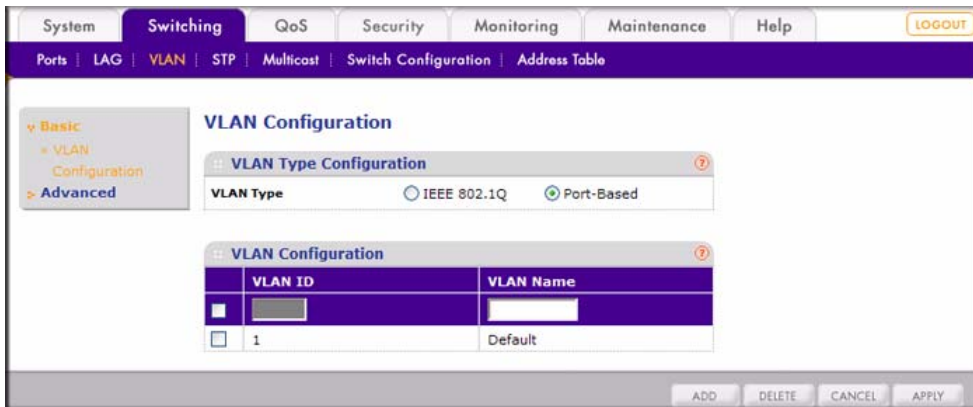 System Switching QoS Security Monitoring Maintenance Help LOGOUT
Ports LAG VLAN STP Multicast Switch Configuration Address Table
Basic
VLAN
Configuration
Advanced
VLAN Configuration
VLAN Type Configuration ?
VLAN Type IEEE 802.1Q Port-Based
VLAN Configuration ?
VLAN ID VLAN Name
1 Default
ADD DELETE CANCEL APPLY